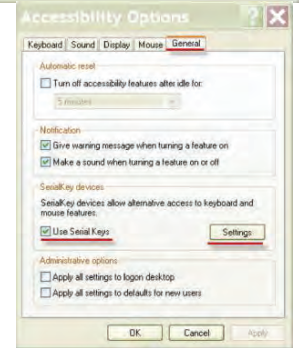 Accessibility Options
Keyboard Sound Display Mouse General
Automatic reset
Turn off accessibility features after idle for:
5 minutes
Notification
Give warning message when turning a feature on
Make a sound when turning a feature on or off
SerialKey devices
SerialKey devices allow alternative access to keyboard and
mouse features.
Use Serial Keys
Settings
Administrative options
Apply all settings to logon desktop
Apply all settings to defaults for new users
OK Cancel Apply